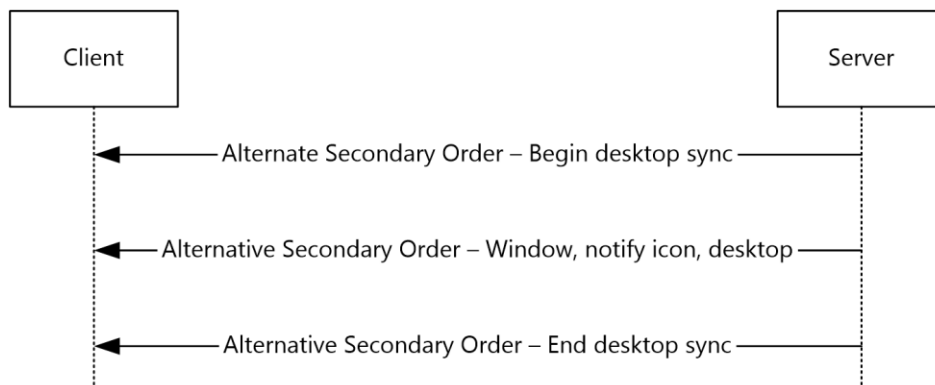 Client
Server
Alternate Secondary Order – Begin desktop sync
Alternative Secondary Order – Window, notify icon, desktop
Alternative Secondary Order – End desktop sync